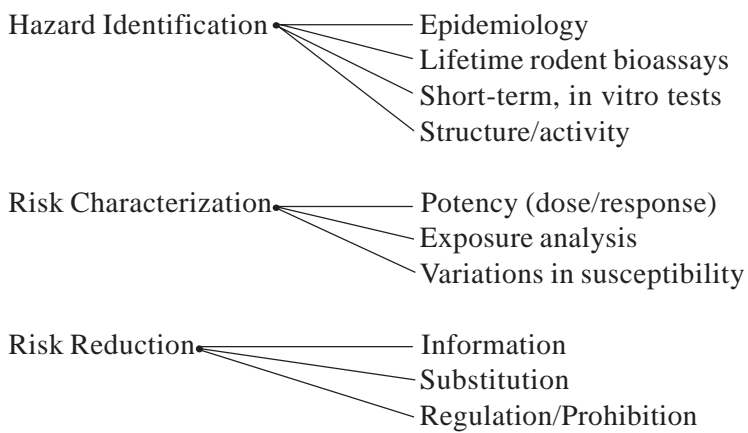 Hazard Identification Epidemiology
Lifetime rodent bioassays
Short-term, in vitro tests
Structure/activity
Risk Characterization Potency (dose/response)
Exposure analysis
Variations in susceptibility
Risk Reduction Information
Substitution
Regulation/Prohibition